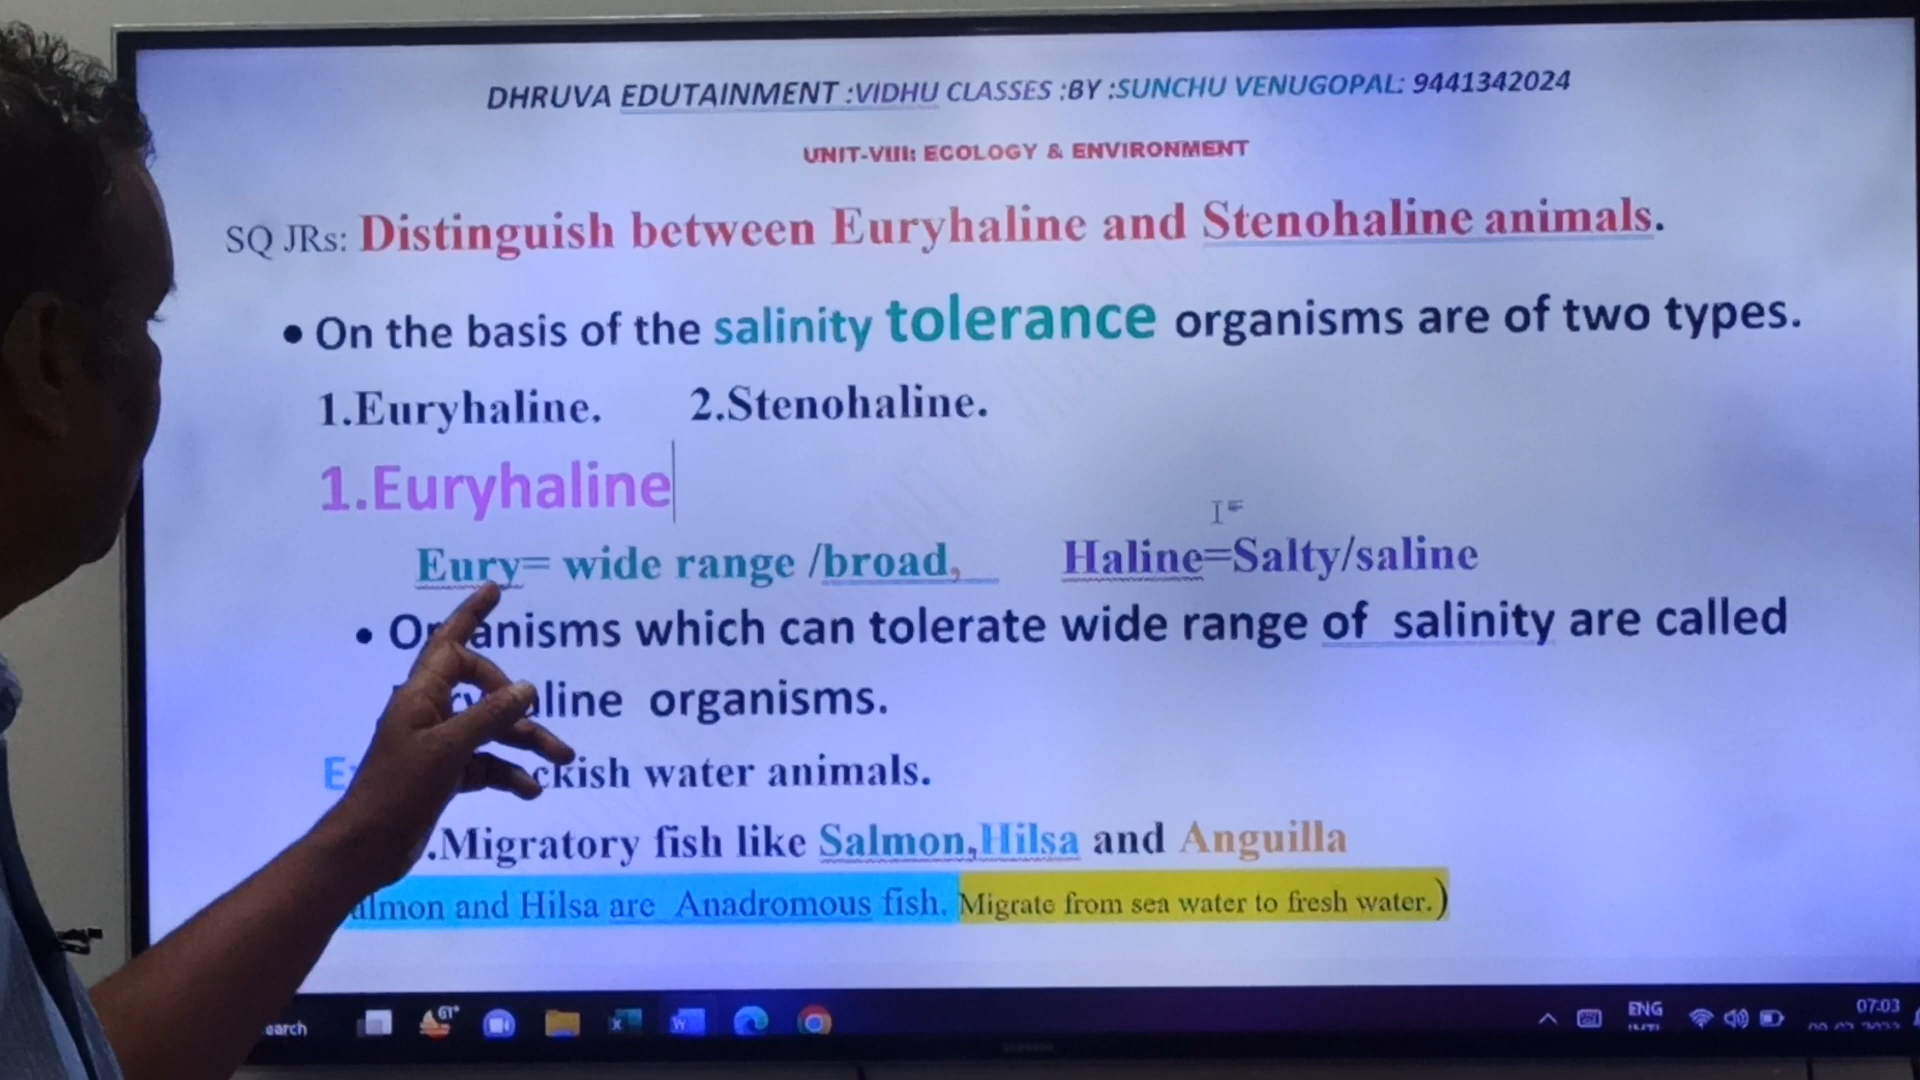 DHRUVA EDUTAINMENT :VIDHU CLASSES :BY :SUNCHU VENUGOPAL: 9441342024
UNIT-VIII: ECOLOGY & ENVIRONMENT
SQ JRs: Distinguish between Euryhaline and Stenohaline animals.
• On the basis of the salinity tolerance organisms are of two types.
1.Euryhaline. 2.Stenohaline.
1.Euryhaline
Eury= wide range /broad, Haline=Salty/saline
• Organisms which can tolerate wide range of salinity are called
organisms.
water animals.
.Migratory fish like Salmon,Hilsa and Anguilla
and Hilsa are Anadromous fish. Migrate from sea water to fresh water.)
earch 61° ENG 07:03